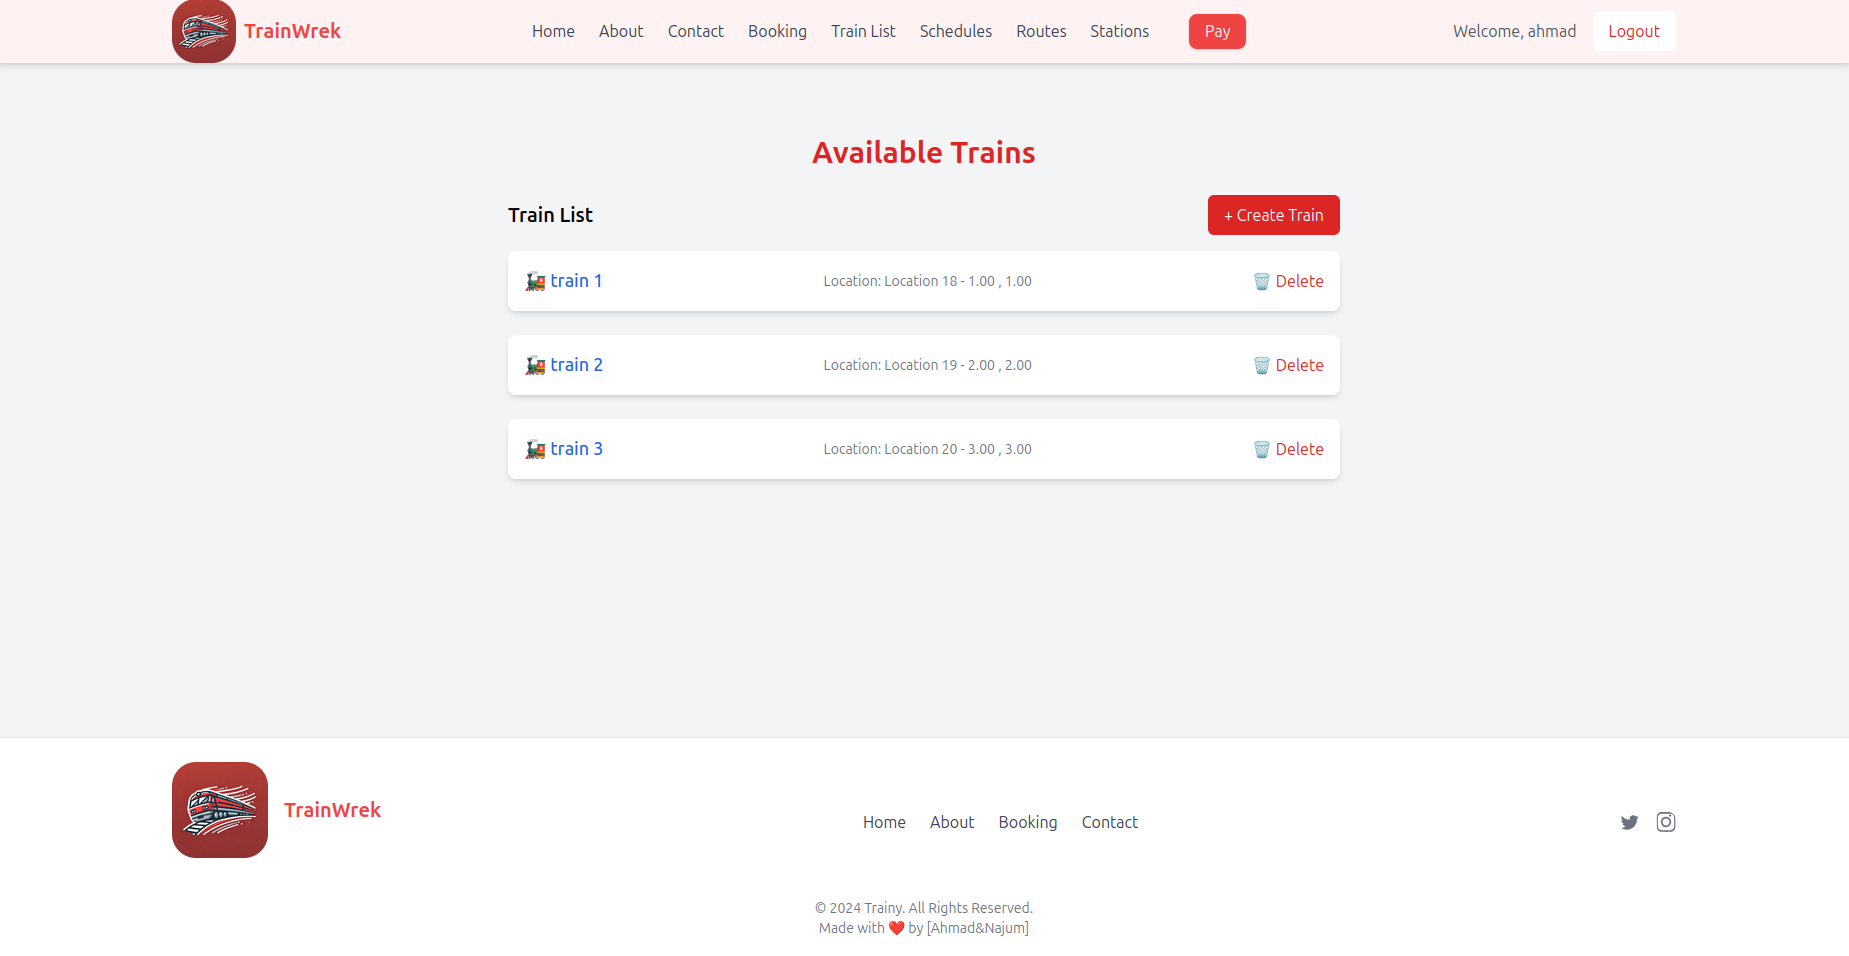 TrainWrek
Home About Contact Booking Train List Schedules Routes Stations Pay
Welcome, ahmad Logout
Available Trains
Train List
+ Create Train
🚂 train 1 Location: Location 18 - 1.00 , 1.00 🗑️ Delete
🚂 train 2 Location: Location 19 - 2.00 , 2.00 🗑️ Delete
🚂 train 3 Location: Location 20 - 3.00 , 3.00 🗑️ Delete
TrainWrek
Home About Booking Contact
© 2024 Trainy. All Rights Reserved.
Made with ❤️ by [Ahmad&Najum]